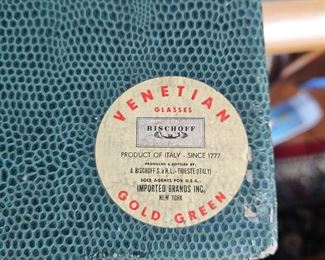 VENETIAN
GLASSES
BISCHOFF
PRODUCT OF ITALY - SINCE 1777
PRODUCED & BOTTLED BY
A. BISCHOFF S. a R.L. - TRIESTE (ITALY)
SOLE AGENTS FOR U.S.A.:
IMPORTED BRANDS INC,
NEW YORK
GOLD GREEN